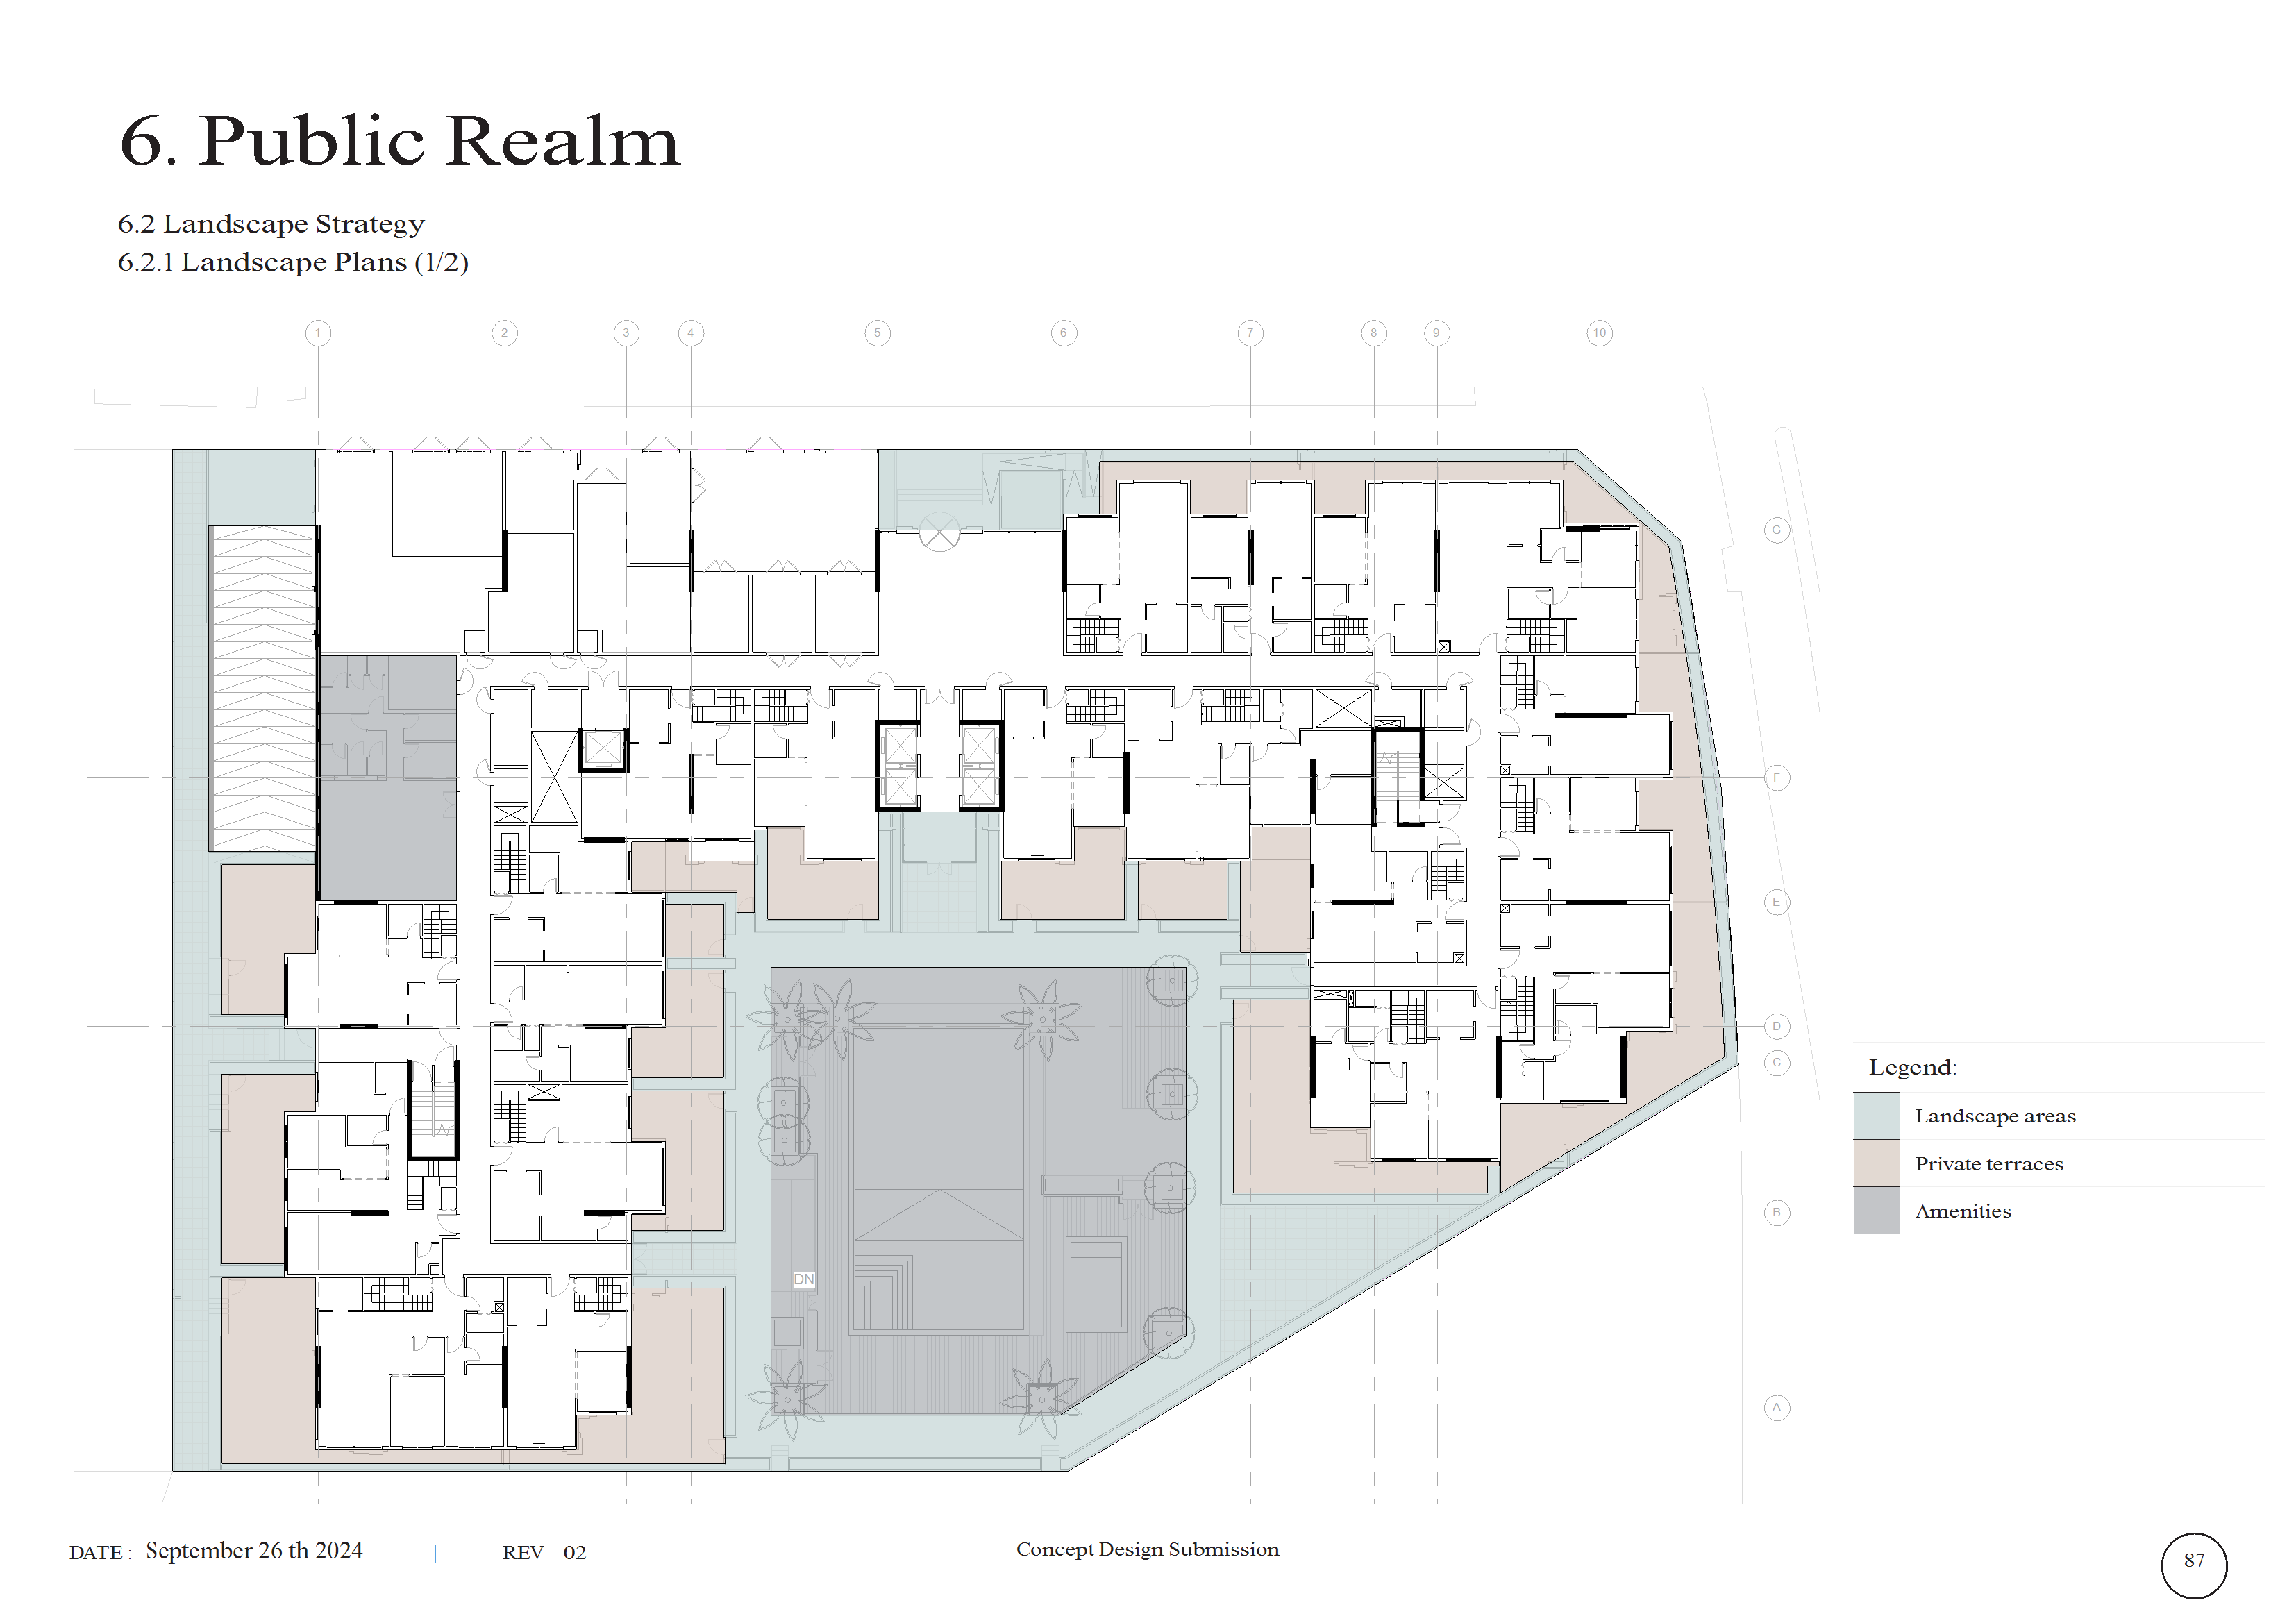 6. Public Realm
6.2 Landscape Strategy
6.2.1 Landscape Plans (1/2)
1 2 3 4 5 6 7 8 9 10
G
F
E
D
C
B
A
DN
Legend:
Landscape areas
Private terraces
Amenities
DATE : September 26 th 2024 | REV 02
Concept Design Submission
87